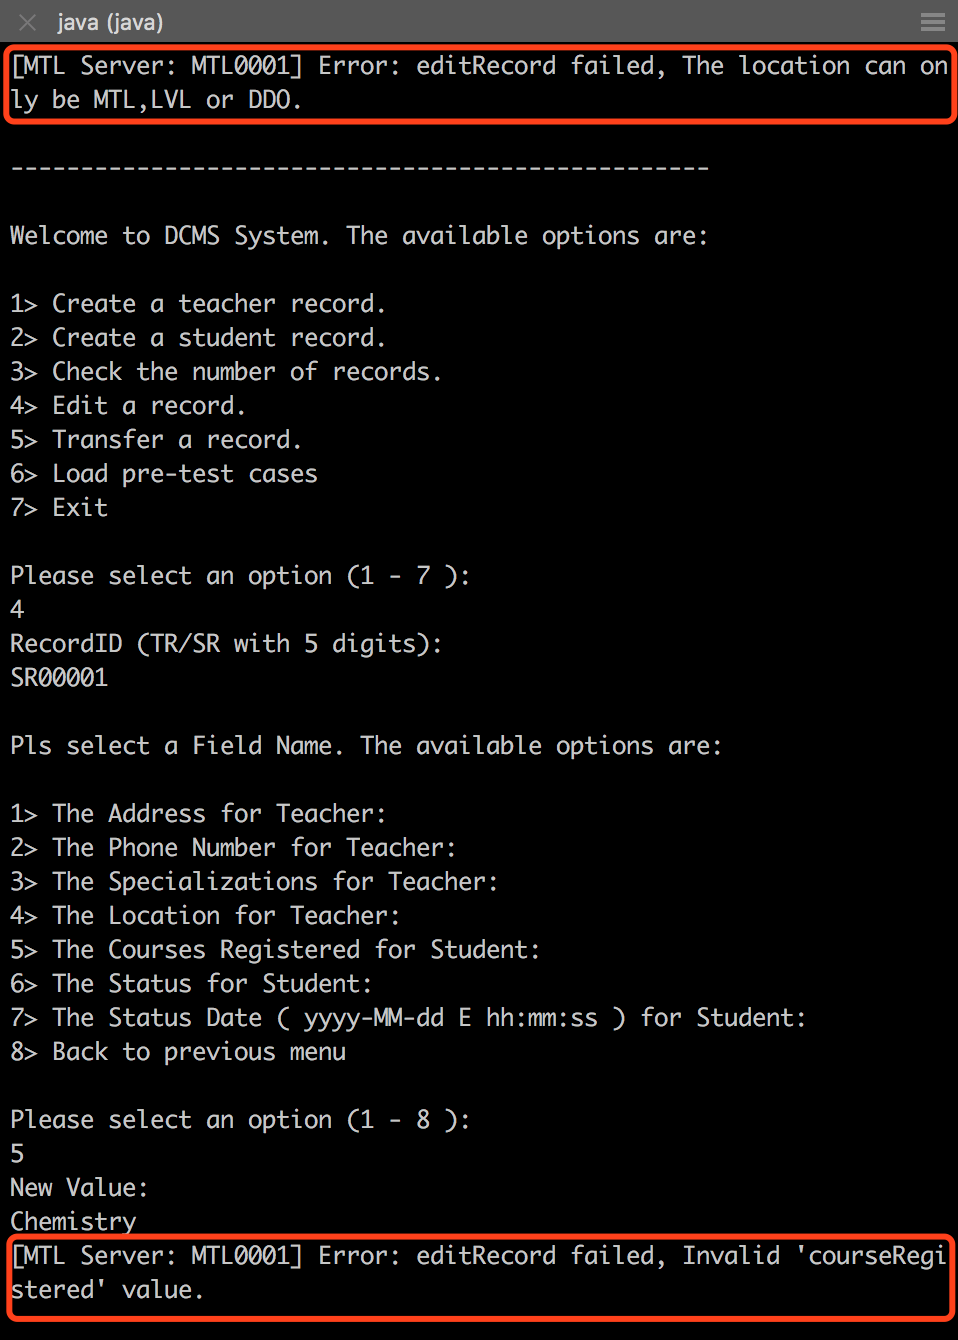 java (java)
[MTL Server: MTL0001] Error: editRecord failed, The location can on
ly be MTL,LVL or DDO.
--------------------------------------------------
Welcome to DCMS System. The available options are:
1> Create a teacher record.
2> Create a student record.
3> Check the number of records.
4> Edit a record.
5> Transfer a record.
6> Load pre-test cases
7> Exit
Please select an option (1 - 7 ):
4
RecordID (TR/SR with 5 digits):
SR00001
Pls select a Field Name. The available options are:
1> The Address for Teacher:
2> The Phone Number for Teacher:
3> The Specializations for Teacher:
4> The Location for Teacher:
5> The Courses Registered for Student:
6> The Status for Student:
7> The Status Date ( yyyy-MM-dd E hh:mm:ss ) for Student:
8> Back to previous menu
Please select an option (1 - 8 ):
5
New Value:
Chemistry
[MTL Server: MTL0001] Error: editRecord failed, Invalid 'courseRegi
stered' value.